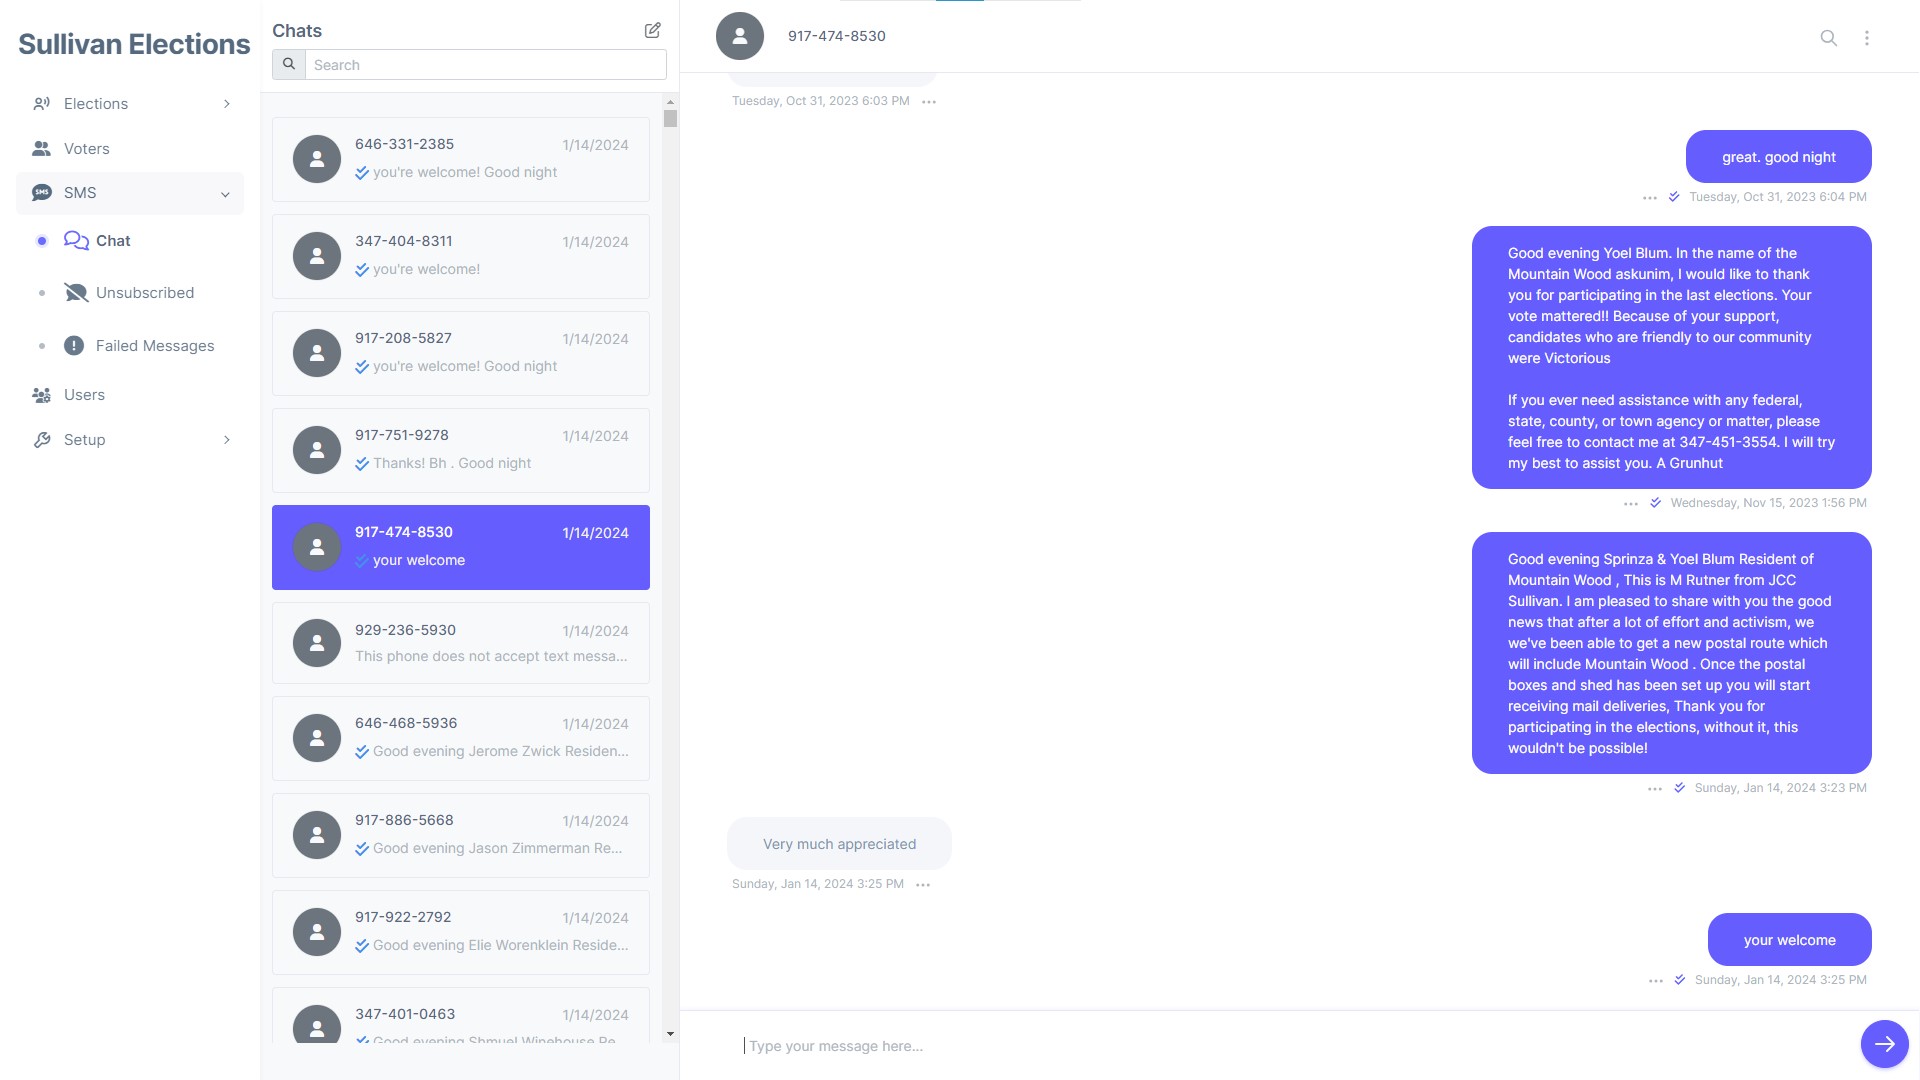 Sullivan Elections
Elections
Voters
SMS
Chat
Unsubscribed
Failed Messages
Users
Setup
Chats
Search
646-331-2385
1/14/2024
you're welcome! Good night
347-404-8311
1/14/2024
you're welcome!
917-208-5827
1/14/2024
you're welcome! Good night
917-751-9278
1/14/2024
Thanks! Bh . Good night
917-474-8530
1/14/2024
your welcome
929-236-5930
1/14/2024
This phone does not accept text messa...
646-468-5936
1/14/2024
Good evening Jerome Zwick Residen...
917-886-5668
1/14/2024
Good evening Jason Zimmerman Re...
917-922-2792
1/14/2024
Good evening Elie Worenklein Reside...
347-401-0463
1/14/2024
Good evening Shmuel Winehouse Re...
917-474-8530
Tuesday, Oct 31, 2023 6:03 PM
great. good night
Tuesday, Oct 31, 2023 6:04 PM
Good evening Yoel Blum. In the name of the
Mountain Wood askunim, I would like to thank
you for participating in the last elections. Your
vote mattered!! Because of your support,
candidates who are friendly to our community
were Victorious
If you ever need assistance with any federal,
state, county, or town agency or matter, please
feel free to contact me at 347-451-3554. I will try
my best to assist you. A Grunhut
Wednesday, Nov 15, 2023 1:56 PM
Good evening Sprinza & Yoel Blum Resident of
Mountain Wood , This is M Rutner from JCC
Sullivan. I am pleased to share with you the good
news that after a lot of effort and activism, we
we've been able to get a new postal route which
will include Mountain Wood . Once the postal
boxes and shed has been set up you will start
receiving mail deliveries, Thank you for
participating in the elections, without it, this
wouldn't be possible!
Sunday, Jan 14, 2024 3:23 PM
Very much appreciated
Sunday, Jan 14, 2024 3:25 PM
your welcome
Sunday, Jan 14, 2024 3:25 PM
Type your message here...